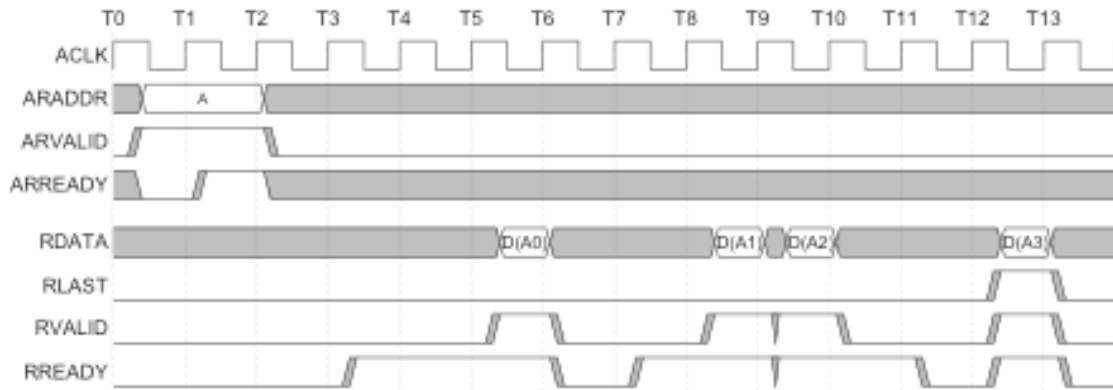 T0 T1 T2 T3 T4 T5 T6 T7 T8 T9 T10 T11 T12 T13
ACLK
ARADDR A
ARVALID
ARREADY
RDATA D(A0) D(A1) D(A2) D(A3)
RLAST
RVALID
RREADY